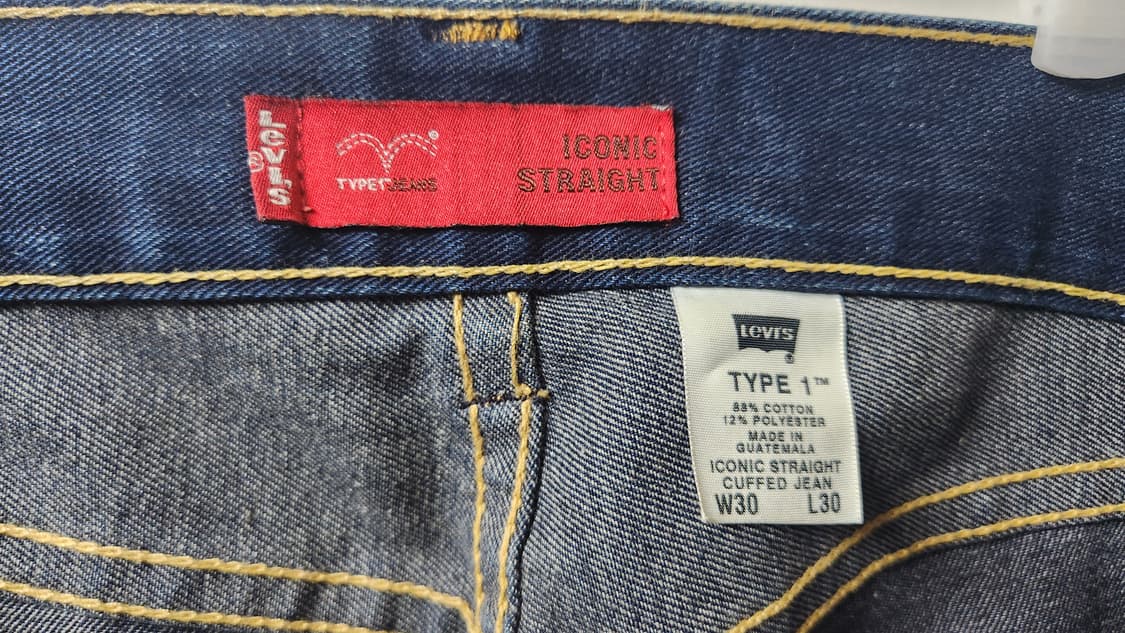 LEVI'S
®
®
TYPE 1 JEANS
ICONIC
STRAIGHT
LEVI'S
®
TYPE 1™
88% COTTON
12% POLYESTER
MADE IN
GUATEMALA
ICONIC STRAIGHT
CUFFED JEAN
W30 L30